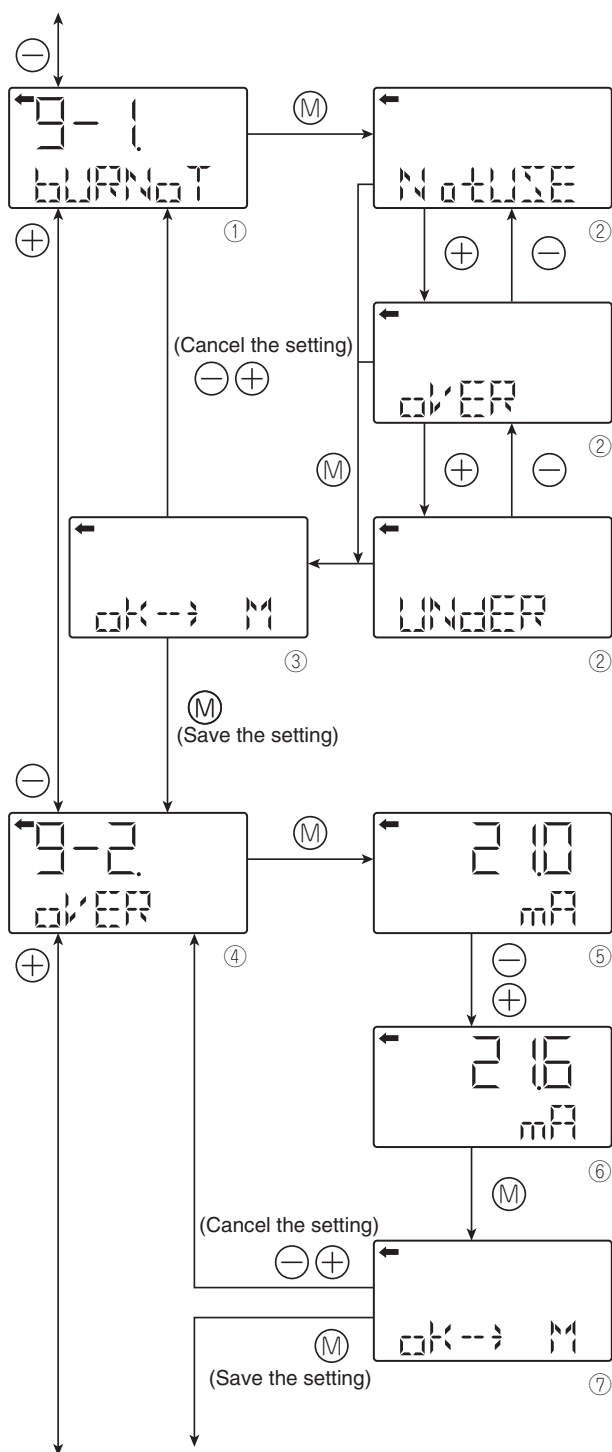 −
9-1.
bURNoT
①
Ⓜ
NotUSE
②
+
+ −
(Cancel the setting)
− +
oVER
②
Ⓜ
+ −
oK--→ M
③
UNdER
②
Ⓜ
(Save the setting)
−
9-2.
oVER
④
Ⓜ
21.0
mA
⑤
+
−
+
21.6
mA
⑥
Ⓜ
(Cancel the setting)
− +
oK--→ M
⑦
Ⓜ
(Save the setting)